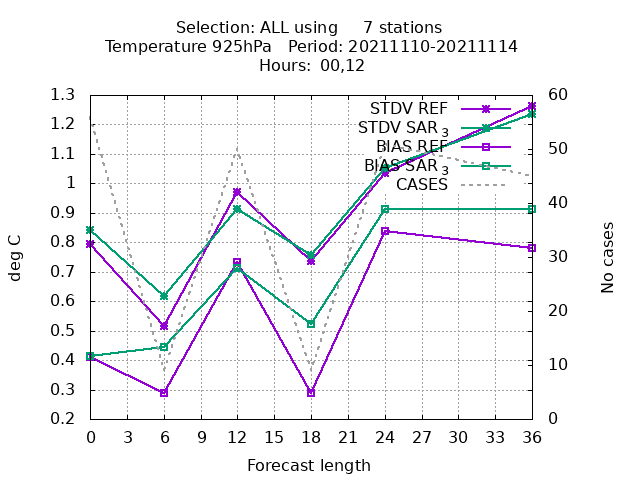 Selection: ALL using 7 stations
Temperature 925hPa Period: 20211110-20211114
Hours: 00,12
1.3
1.2
1.1
1
0.9
0.8
0.7
0.6
0.5
0.4
0.3
0.2
deg C
STDV REF
STDV SAR 3
BIAS REF
BIAS SAR 3
CASES
60
50
40
30
20
10
0
No cases
0 3 6 9 12 15 18 21 24 27 30 33 36
Forecast length